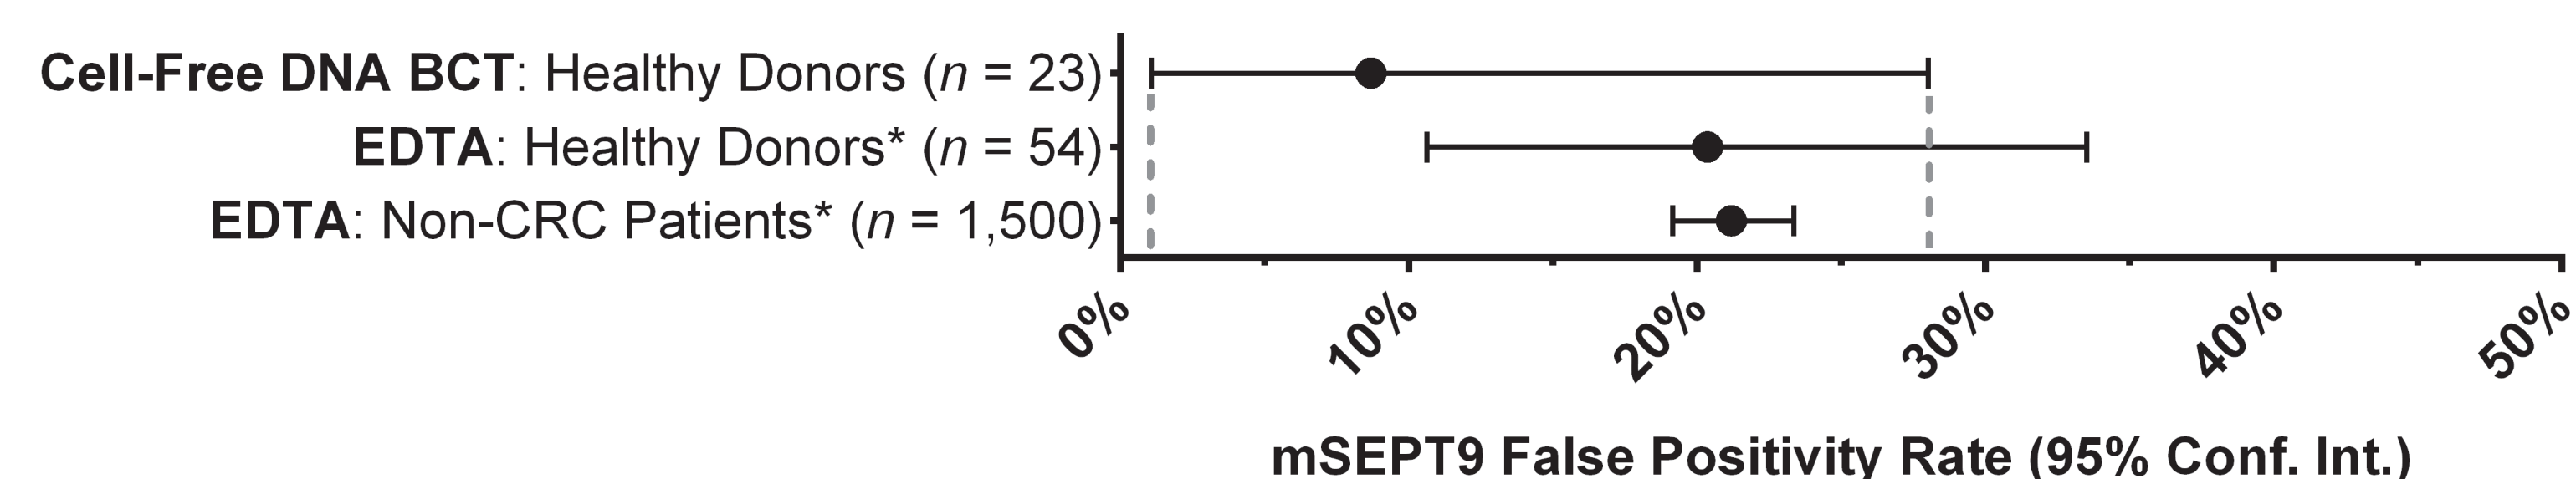 Cell-Free DNA BCT: Healthy Donors (n = 23)
EDTA: Healthy Donors* (n = 54)
EDTA: Non-CRC Patients* (n = 1,500)
0%
10%
20%
30%
40%
50%
mSEPT9 False Positivity Rate (95% Conf. Int.)